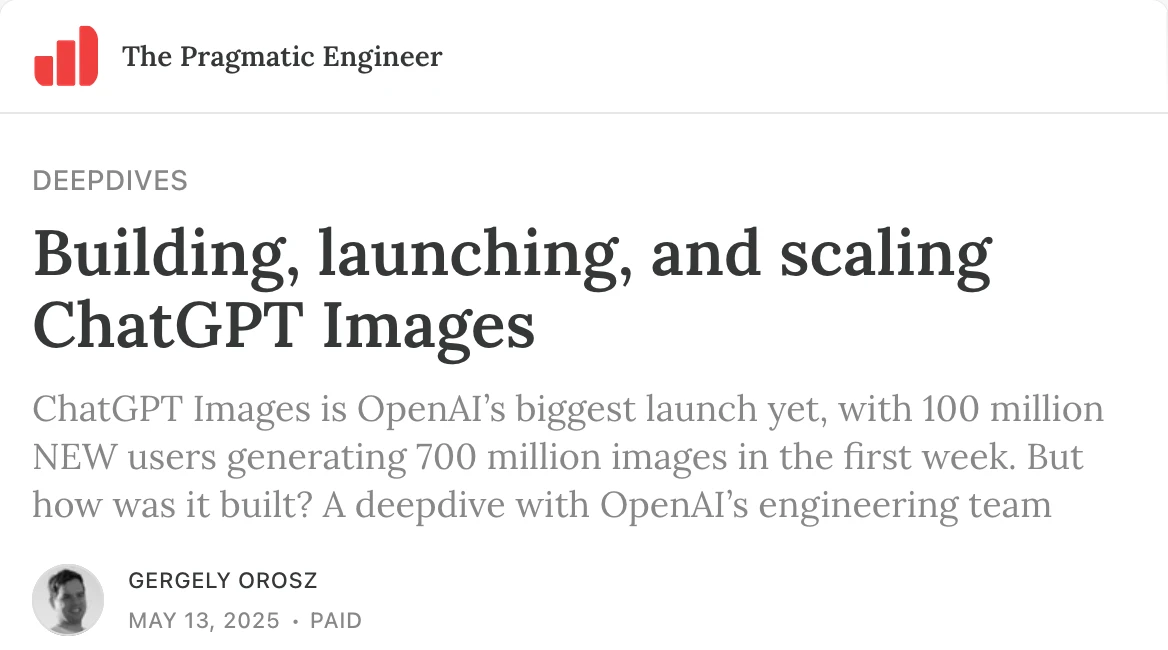 The Pragmatic Engineer
DEEPDIVES
Building, launching, and scaling
ChatGPT Images
ChatGPT Images is OpenAI’s biggest launch yet, with 100 million
NEW users generating 700 million images in the first week. But
how was it built? A deepdive with OpenAI’s engineering team
GERGELY OROSZ
MAY 13, 2025 • PAID